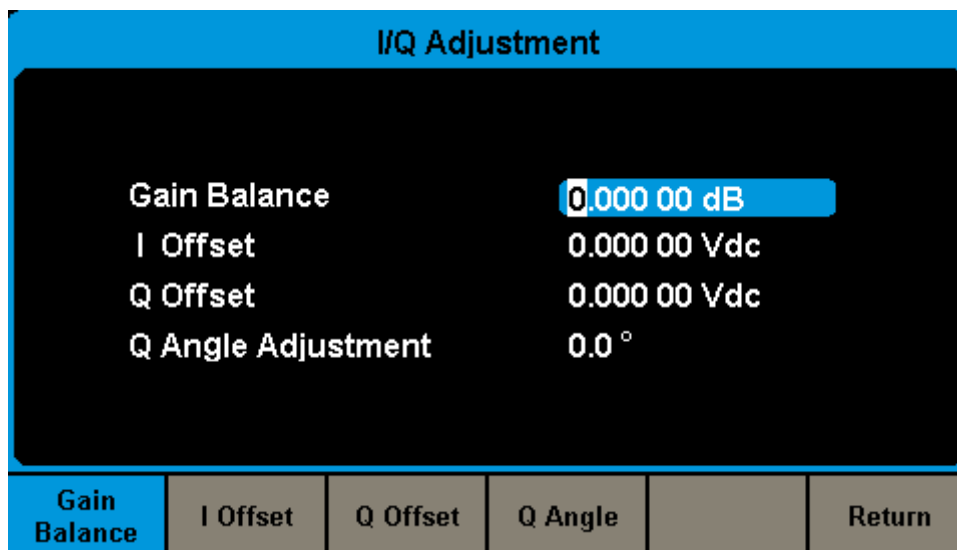 I/Q Adjustment
Gain Balance 0.000 00 dB
I Offset 0.000 00 Vdc
Q Offset 0.000 00 Vdc
Q Angle Adjustment 0.0 °
Gain Balance
I Offset
Q Offset
Q Angle
Return